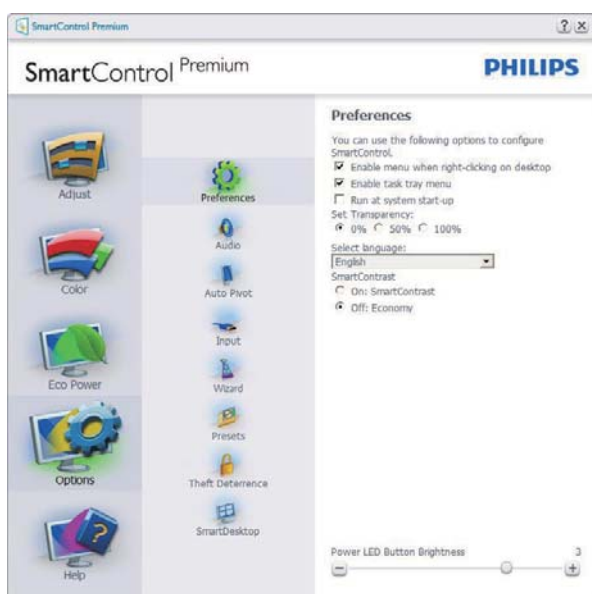 SmartControl Premium
? x
SmartControl Premium
PHILIPS
Adjust
Color
Eco Power
Options
Help
Preferences
Audio
Auto Pivot
Input
Wizard
Presets
Theft Deterrence
SmartDesktop
Preferences
You can use the following options to configure
SmartControl.
Enable menu when right-clicking on desktop
Enable task tray menu
Run at system start-up
Set Transparency:
0% 50% 100%
Select language:
English
SmartContrast
On: SmartContrast
Off: Economy
Power LED Button Brightness 3